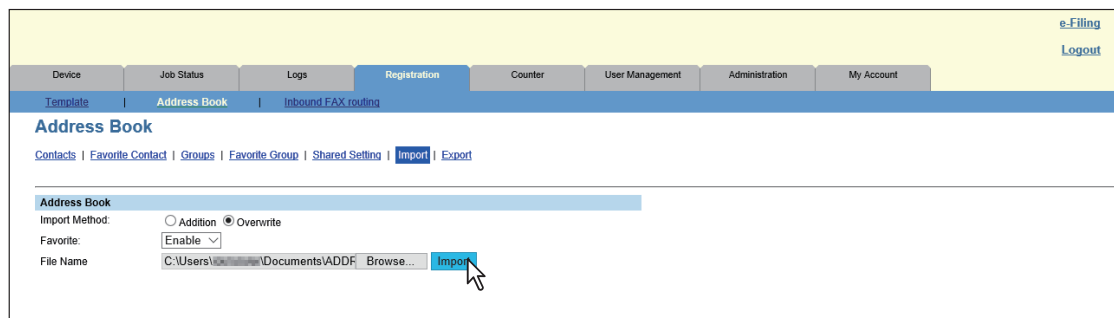 e-Filing
Logout
Device Job Status Logs Registration Counter User Management Administration My Account
Template | Address Book | Inbound FAX routing
Address Book
Contacts | Favorite Contact | Groups | Favorite Group | Shared Setting | Import | Export
Address Book
Import Method: Addition Overwrite
Favorite: Enable
File Name C:\Users\ \Documents\ADDR Browse... Import